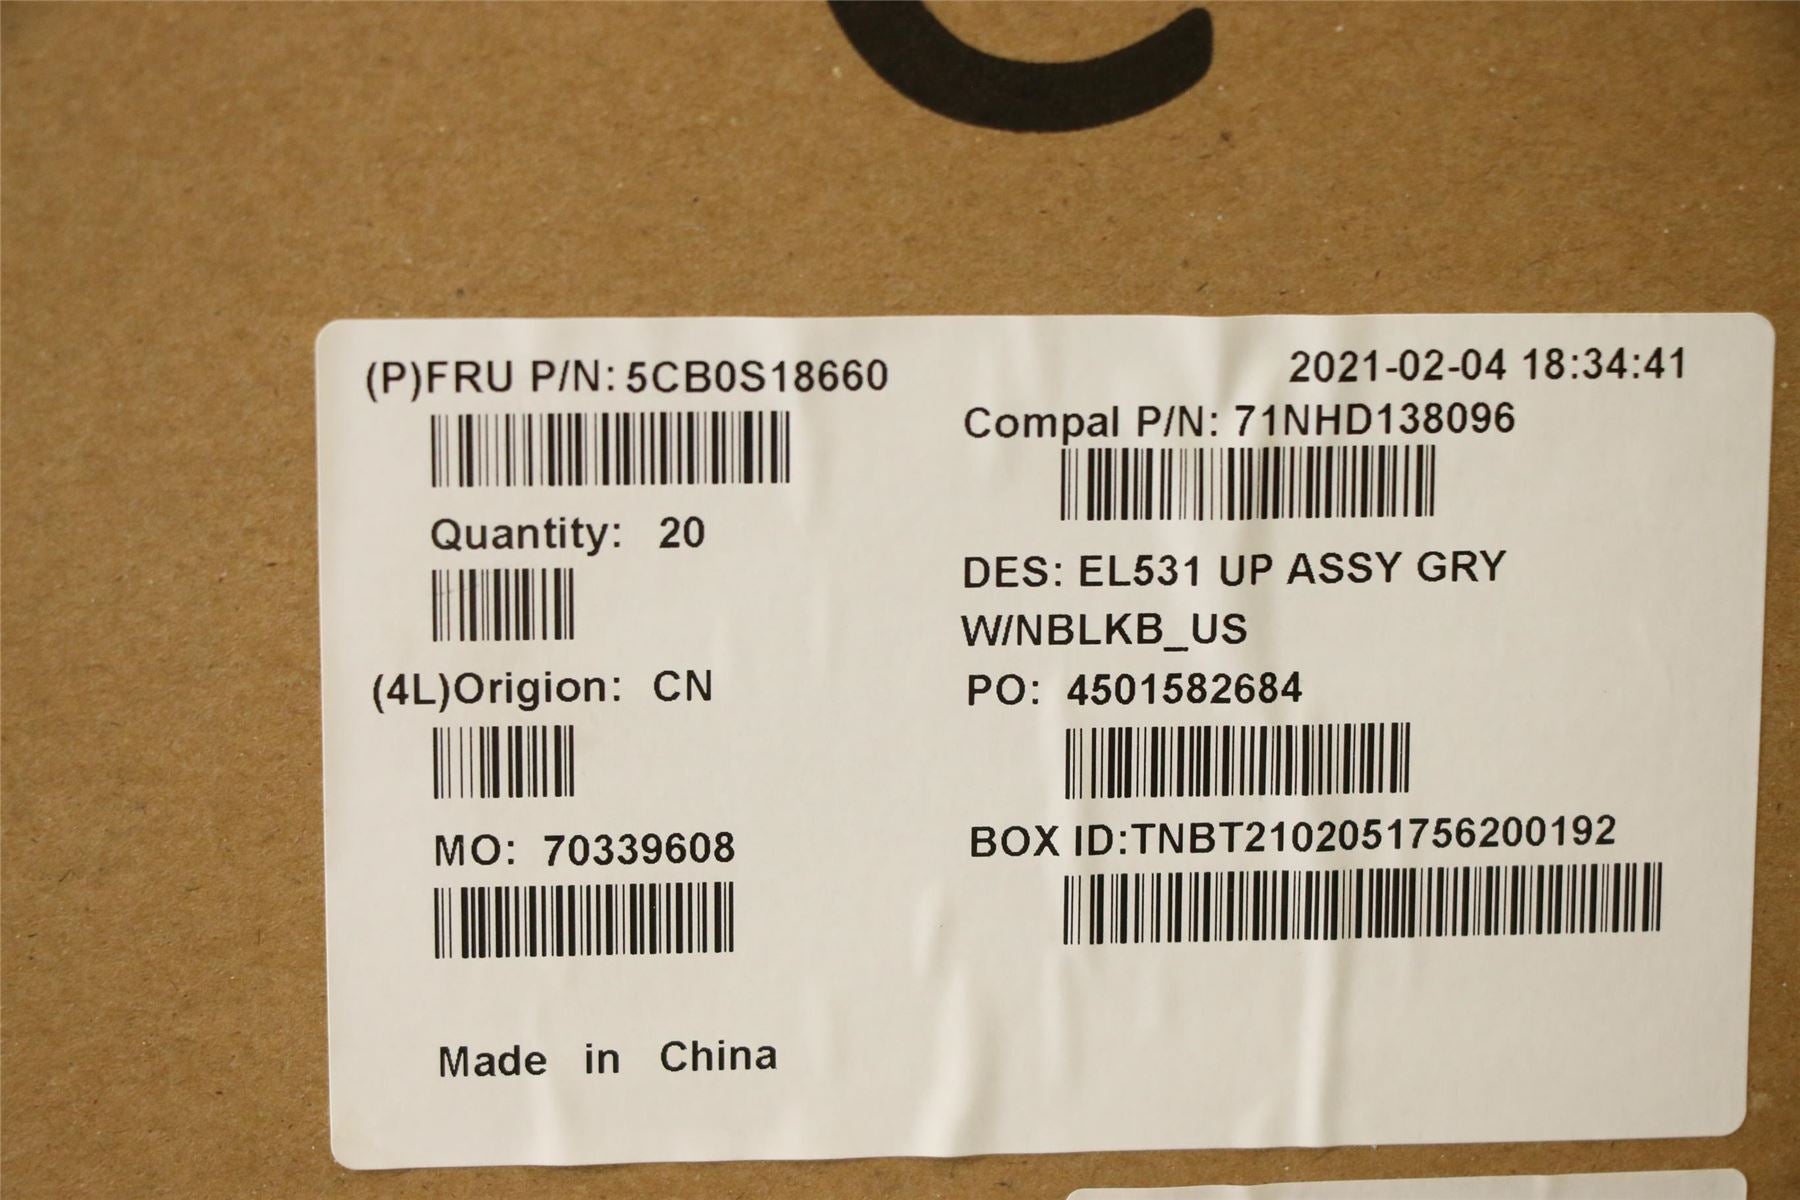 (P)FRU P/N: 5CB0S18660
2021-02-04 18:34:41
Compal P/N: 71NHD138096
Quantity: 20
DES: EL531 UP ASSY GRY
W/NBLKB_US
(4L)Origion: CN
PO: 4501582684
MO: 70339608
BOX ID:TNBT2102051756200192
Made in China